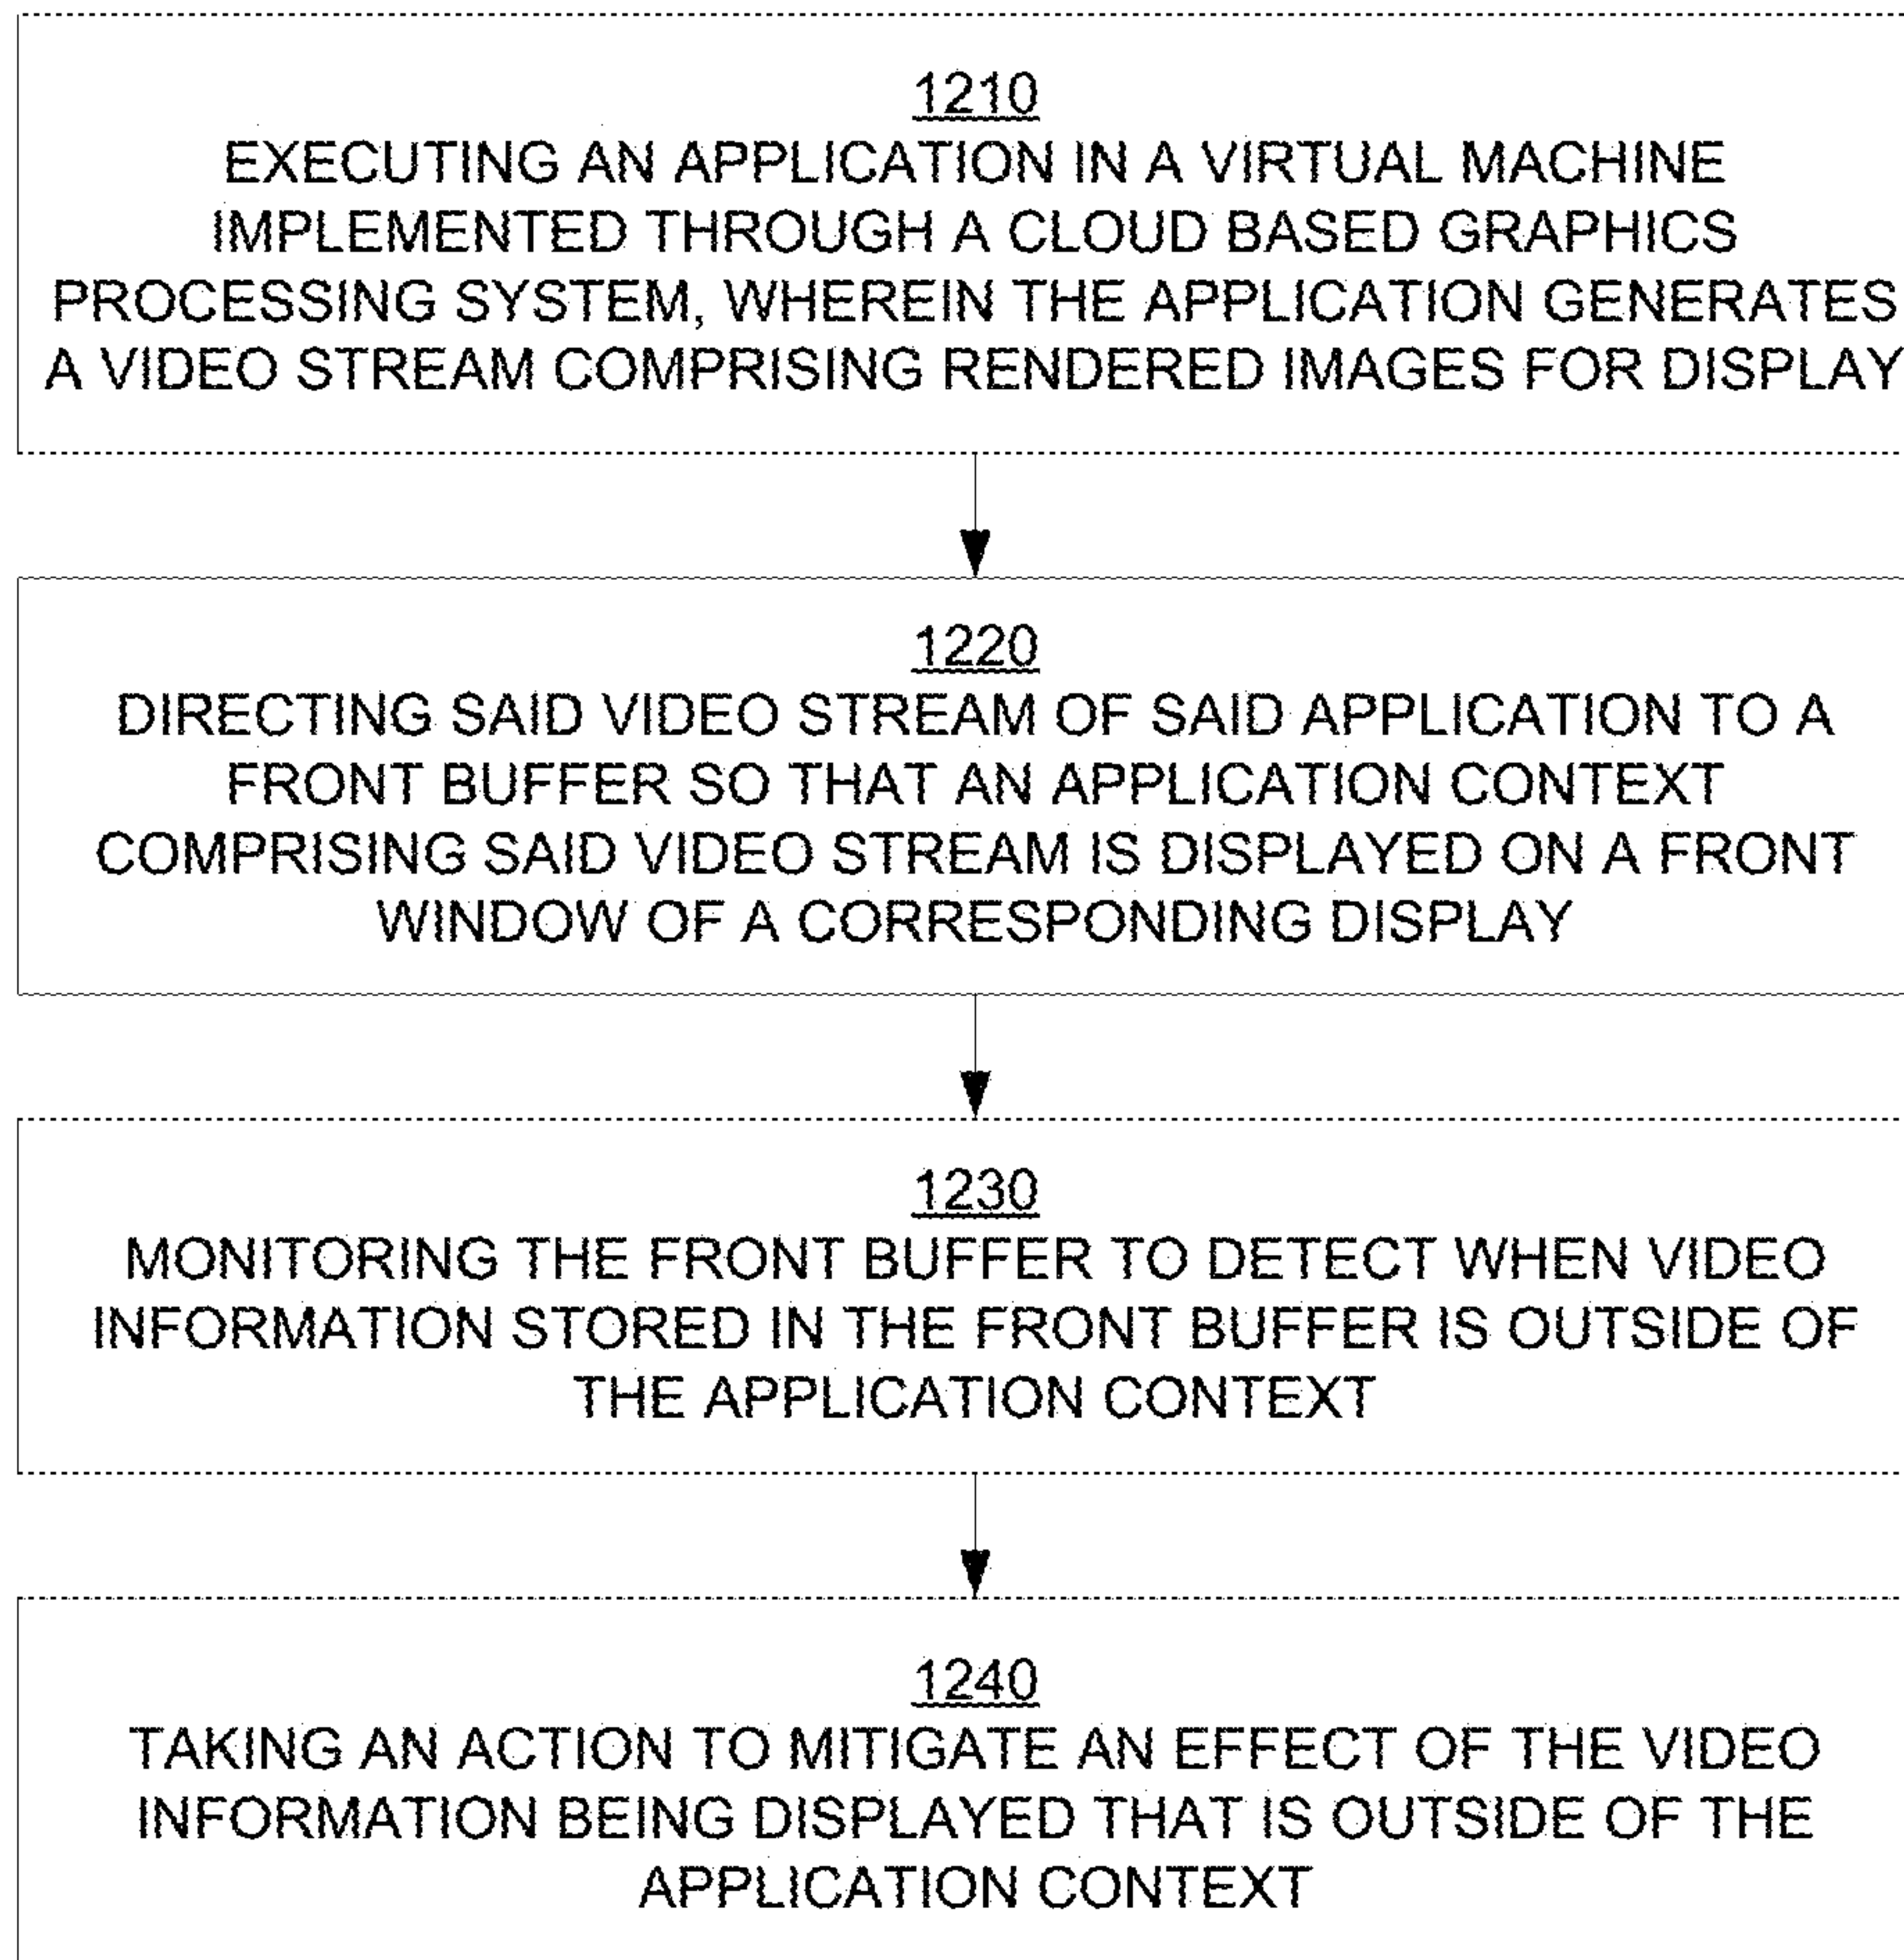 1210
EXECUTING AN APPLICATION IN A VIRTUAL MACHINE
IMPLEMENTED THROUGH A CLOUD BASED GRAPHICS
PROCESSING SYSTEM, WHEREIN THE APPLICATION GENERATES
A VIDEO STREAM COMPRISING RENDERED IMAGES FOR DISPLAY
1220
DIRECTING SAID VIDEO STREAM OF SAID APPLICATION TO A
FRONT BUFFER SO THAT AN APPLICATION CONTEXT
COMPRISING SAID VIDEO STREAM IS DISPLAYED ON A FRONT
WINDOW OF A CORRESPONDING DISPLAY
1230
MONITORING THE FRONT BUFFER TO DETECT WHEN VIDEO
INFORMATION STORED IN THE FRONT BUFFER IS OUTSIDE OF
THE APPLICATION CONTEXT
1240
TAKING AN ACTION TO MITIGATE AN EFFECT OF THE VIDEO
INFORMATION BEING DISPLAYED THAT IS OUTSIDE OF THE
APPLICATION CONTEXT